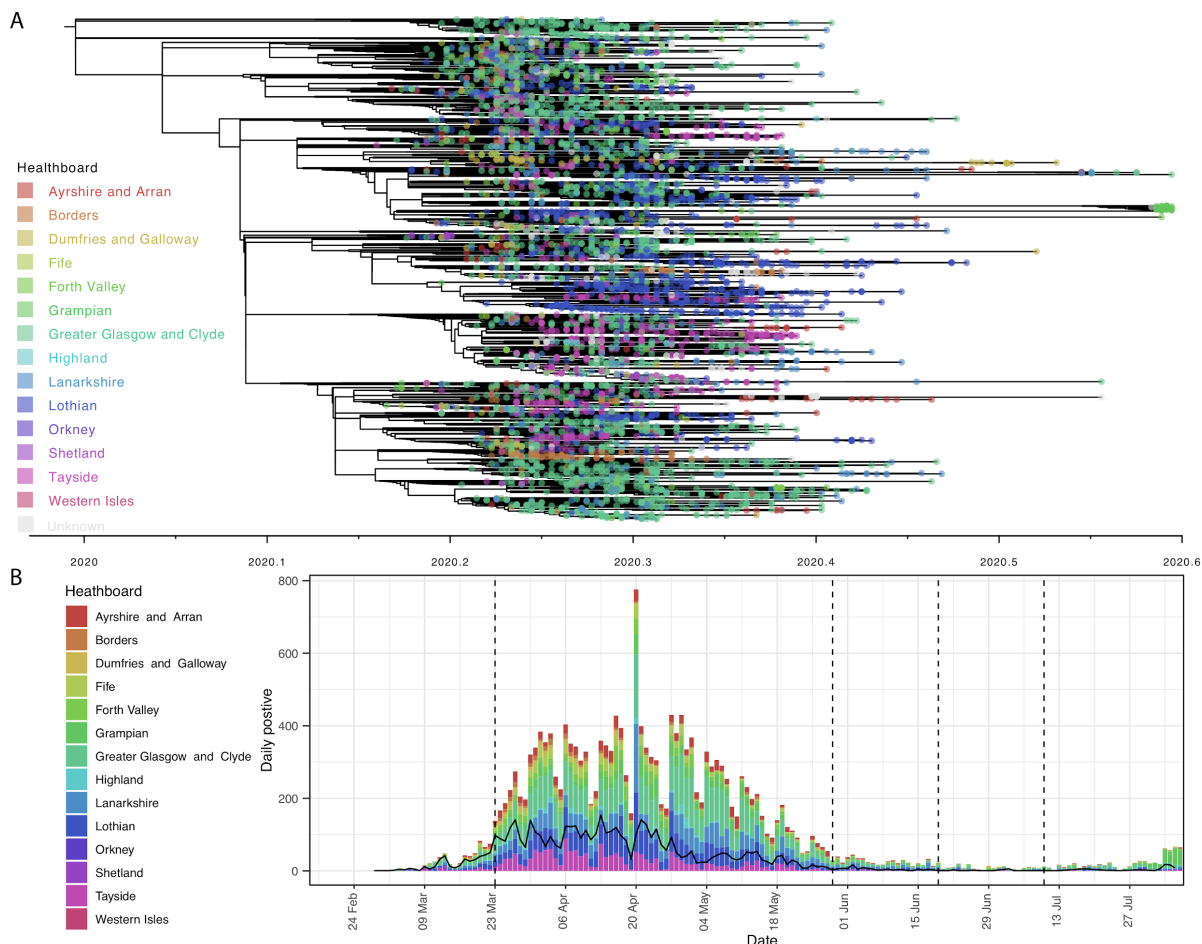 A
Healthboard
Ayrshire and Arran
Borders
Dumfries and Galloway
Fife
Forth Valley
Grampian
Greater Glasgow and Clyde
Highland
Lanarkshire
Lothian
Orkney
Shetland
Tayside
Western Isles
Unknown
2020 2020.1 2020.2 2020.3 2020.4 2020.5 2020.6
B
Heathboard
Ayrshire and Arran
Borders
Dumfries and Galloway
Fife
Forth Valley
Grampian
Greater Glasgow and Clyde
Highland
Lanarkshire
Lothian
Orkney
Shetland
Tayside
Western Isles
Daily postive
800
600
400
200
0
24 Feb 09 Mar 23 Mar 06 Apr 20 Apr 04 May 18 May 01 Jun 15 Jun 29 Jun 13 Jul 27 Jul
Date